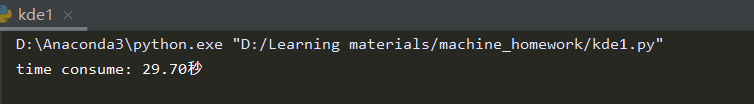 kde1
D:\Anaconda3\python.exe "D:/Learning materials/machine_homework/kde1.py"
time consume: 29.70秒